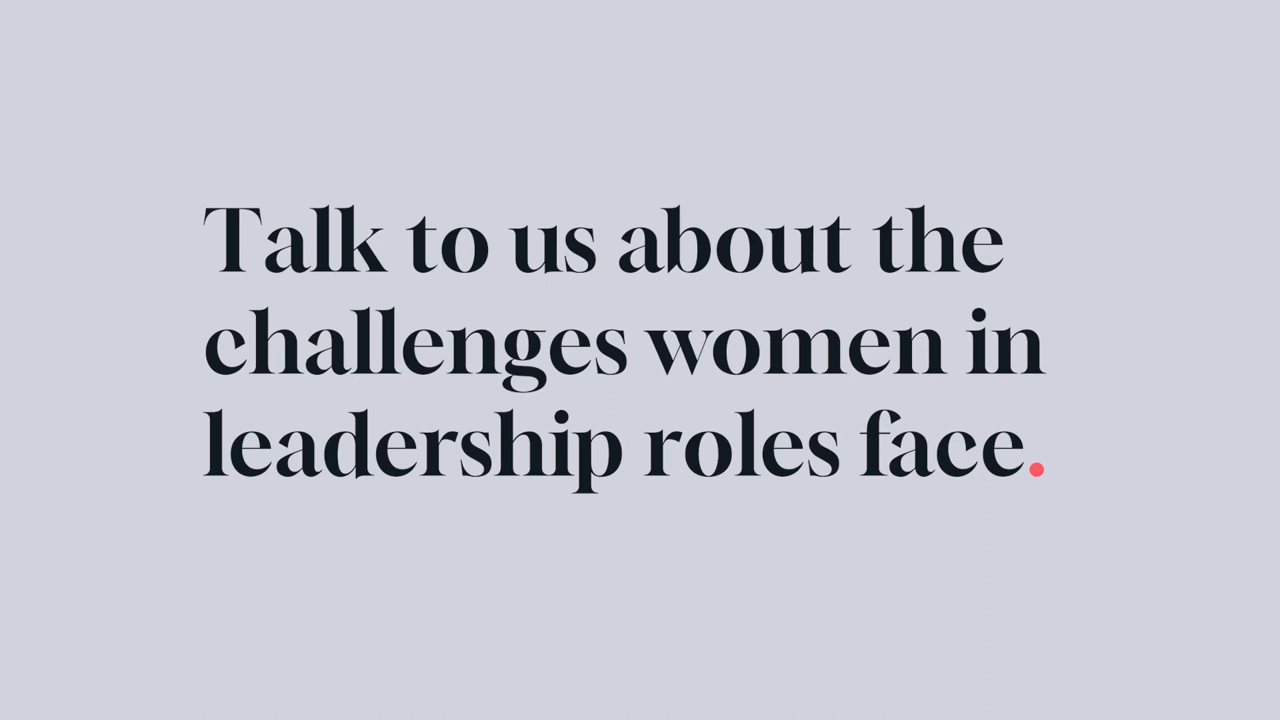 Talk to us about the
challenges women in
leadership roles face.